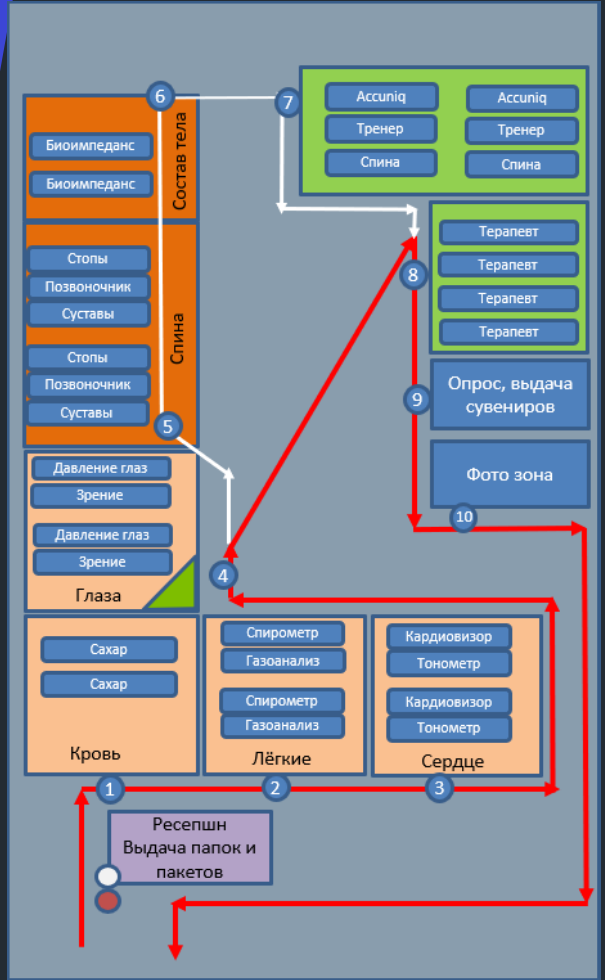 6
7
Accuniq
Тренер
Спина
Accuniq
Тренер
Спина
Биоимпеданс
Биоимпеданс
Состав тела
Стопы
Позвоночник
Суставы
Стопы
Позвоночник
Суставы
Спина
5
Терапевт
Терапевт
Терапевт
Терапевт
8
9
Опрос, выдача
сувениров
Фото зона
10
Давление глаз
Зрение
Давление глаз
Зрение
Глаза
4
Сахар
Сахар
Кровь
Спирометр
Газоанализ
Спирометр
Газоанализ
Лёгкие
Кардиовизор
Тонометр
Кардиовизор
Тонометр
Сердце
1
2
3
Ресепшн
Выдача папок и
пакетов